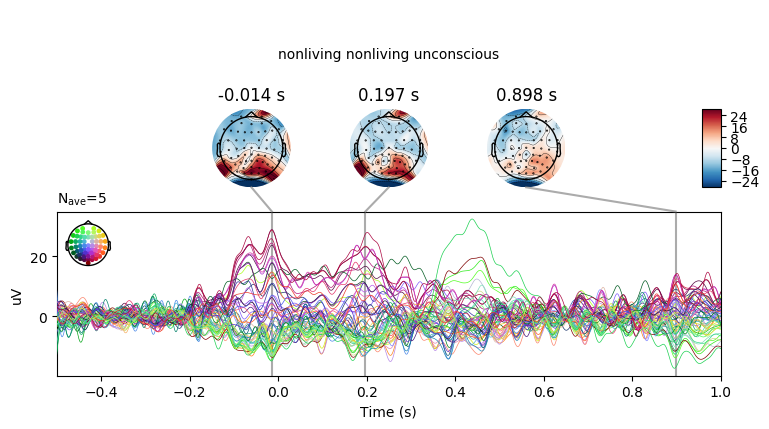 nonliving nonliving unconscious
-0.014 s 0.197 s 0.898 s
24
16
8
0
−8
−16
−24
Nave=5
20
0
uV
−0.4 −0.2 0.0 0.2 0.4 0.6 0.8 1.0
Time (s)